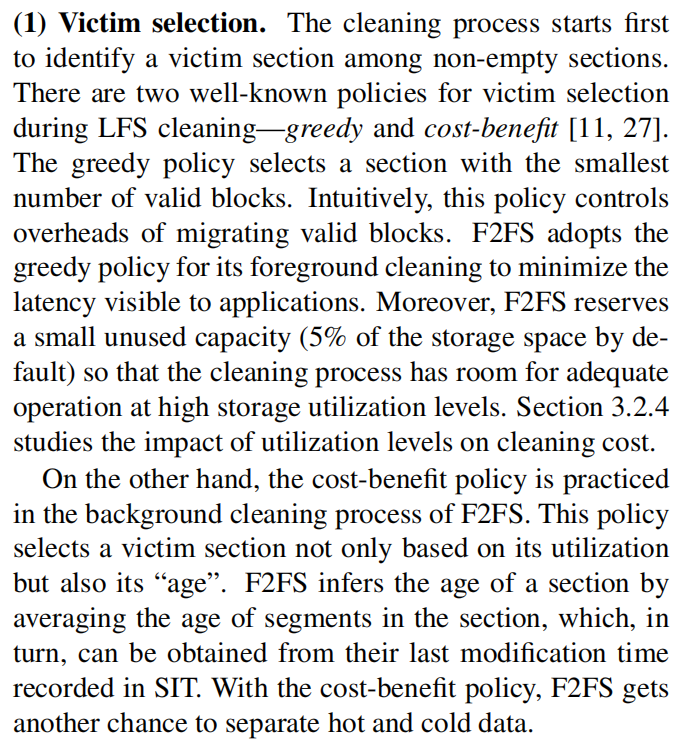 (1) Victim selection. The cleaning process starts first
to identify a victim section among non-empty sections.
There are two well-known policies for victim selection
during LFS cleaning—greedy and cost-benefit [11, 27].
The greedy policy selects a section with the smallest
number of valid blocks. Intuitively, this policy controls
overheads of migrating valid blocks. F2FS adopts the
greedy policy for its foreground cleaning to minimize the
latency visible to applications. Moreover, F2FS reserves
a small unused capacity (5% of the storage space by de-
fault) so that the cleaning process has room for adequate
operation at high storage utilization levels. Section 3.2.4
studies the impact of utilization levels on cleaning cost.
On the other hand, the cost-benefit policy is practiced
in the background cleaning process of F2FS. This policy
selects a victim section not only based on its utilization
but also its “age”. F2FS infers the age of a section by
averaging the age of segments in the section, which, in
turn, can be obtained from their last modification time
recorded in SIT. With the cost-benefit policy, F2FS gets
another chance to separate hot and cold data.